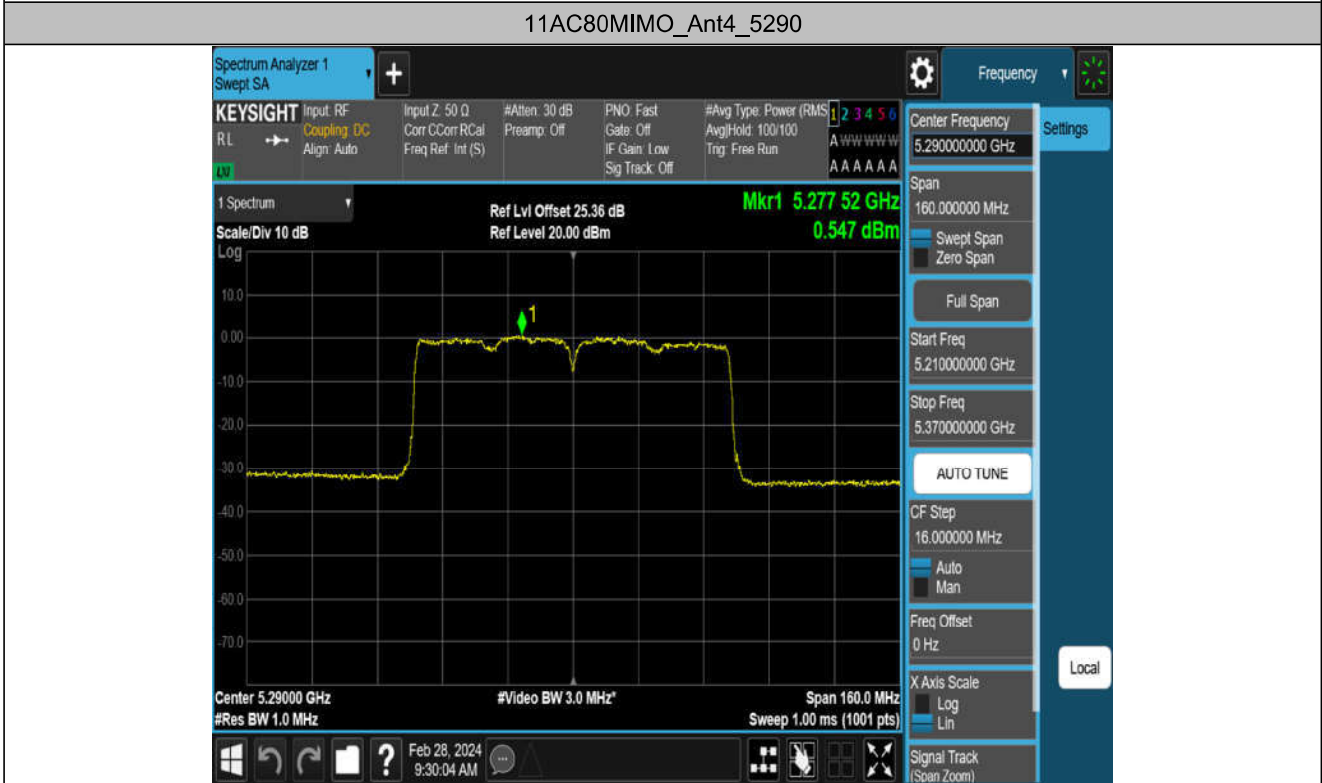 11AC80MIMO_Ant4_5290
Spectrum Analyzer 1
Swept SA
+
Frequency
KEYSIGHT
RL
LXI
Input: RF
Coupling: DC
Align: Auto
Input Z: 50 Ω
Corr CCorr RCal
Freq Ref: Int (S)
#Atten: 30 dB
Preamp: Off
PNO: Fast
Gate: Off
IF Gain: Low
Sig Track: Off
#Avg Type: Power (RMS
Avg|Hold: 100/100
Trig: Free Run
1 2 3 4 5 6
A W W W W W
A A A A A A
Center Frequency
5.290000000 GHz
Settings
1 Spectrum
Scale/Div 10 dB
Log
Ref Lvl Offset 25.36 dB
Ref Level 20.00 dBm
Mkr1 5.277 52 GHz
0.547 dBm
10.0
0.00
-10.0
-20.0
-30.0
-40.0
-50.0
-60.0
-70.0
1
Center 5.29000 GHz
#Res BW 1.0 MHz
#Video BW 3.0 MHz*
Span 160.0 MHz
Sweep 1.00 ms (1001 pts)
Span
160.000000 MHz
Swept Span
Zero Span
Full Span
Start Freq
5.210000000 GHz
Stop Freq
5.370000000 GHz
AUTO TUNE
CF Step
16.000000 MHz
Auto
Man
Freq Offset
0 Hz
X Axis Scale
Log
Lin
Local
Signal Track
(Span Zoom)
?
Feb 28, 2024
9:30:04 AM